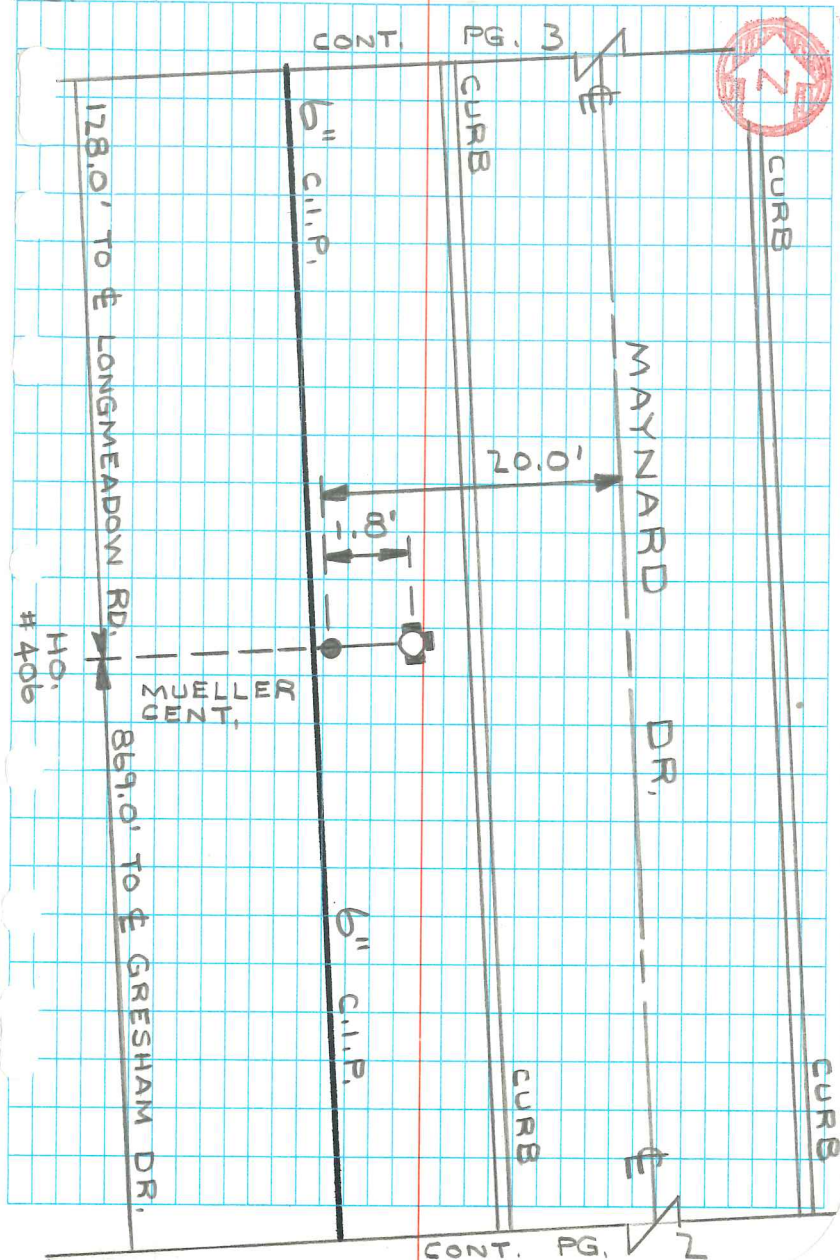 CONT. PG. 3
N
CURB
CURB
℄
6" C.I.P.
MAYNARD DR.
20.0'
1.8'
128.0' TO ℄ LONGMEADOW RD.
HO.
# 406
MUELLER
CENT.
869.0' TO ℄ GRESHAM DR.
6" C.I.P.
CURB
CURB
℄
CONT. PG. 2